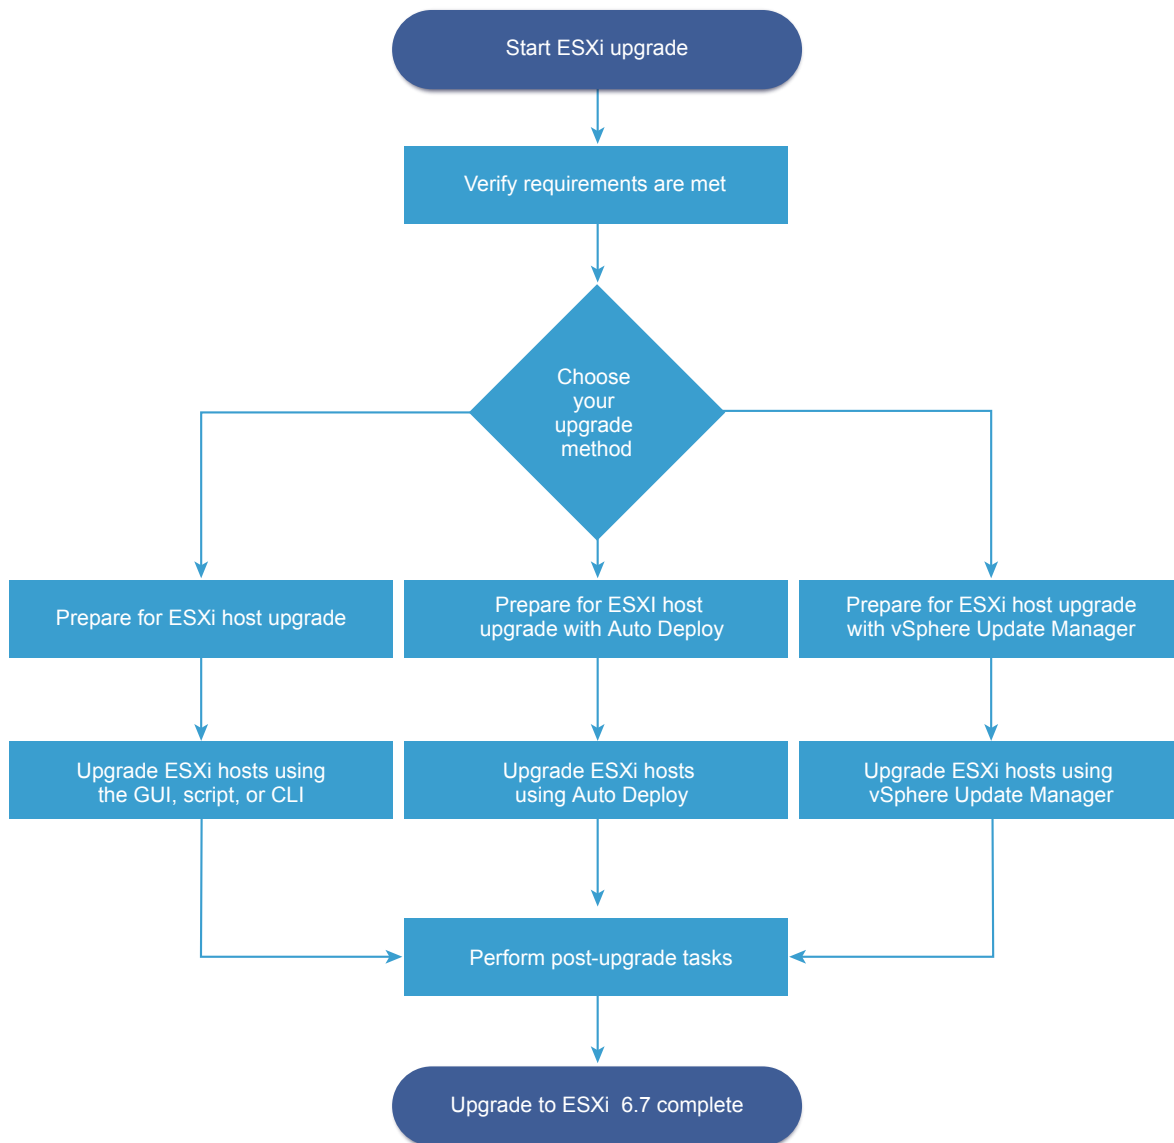 Start ESXi upgrade
Verify requirements are met
Choose
your
upgrade
method
Prepare for ESXi host upgrade
Prepare for ESXI host
upgrade with Auto Deploy
Prepare for ESXi host upgrade
with vSphere Update Manager
Upgrade ESXi hosts using
the GUI, script, or CLI
Upgrade ESXi hosts
using Auto Deploy
Upgrade ESXi hosts using
vSphere Update Manager
Perform post-upgrade tasks
Upgrade to ESXi 6.7 complete